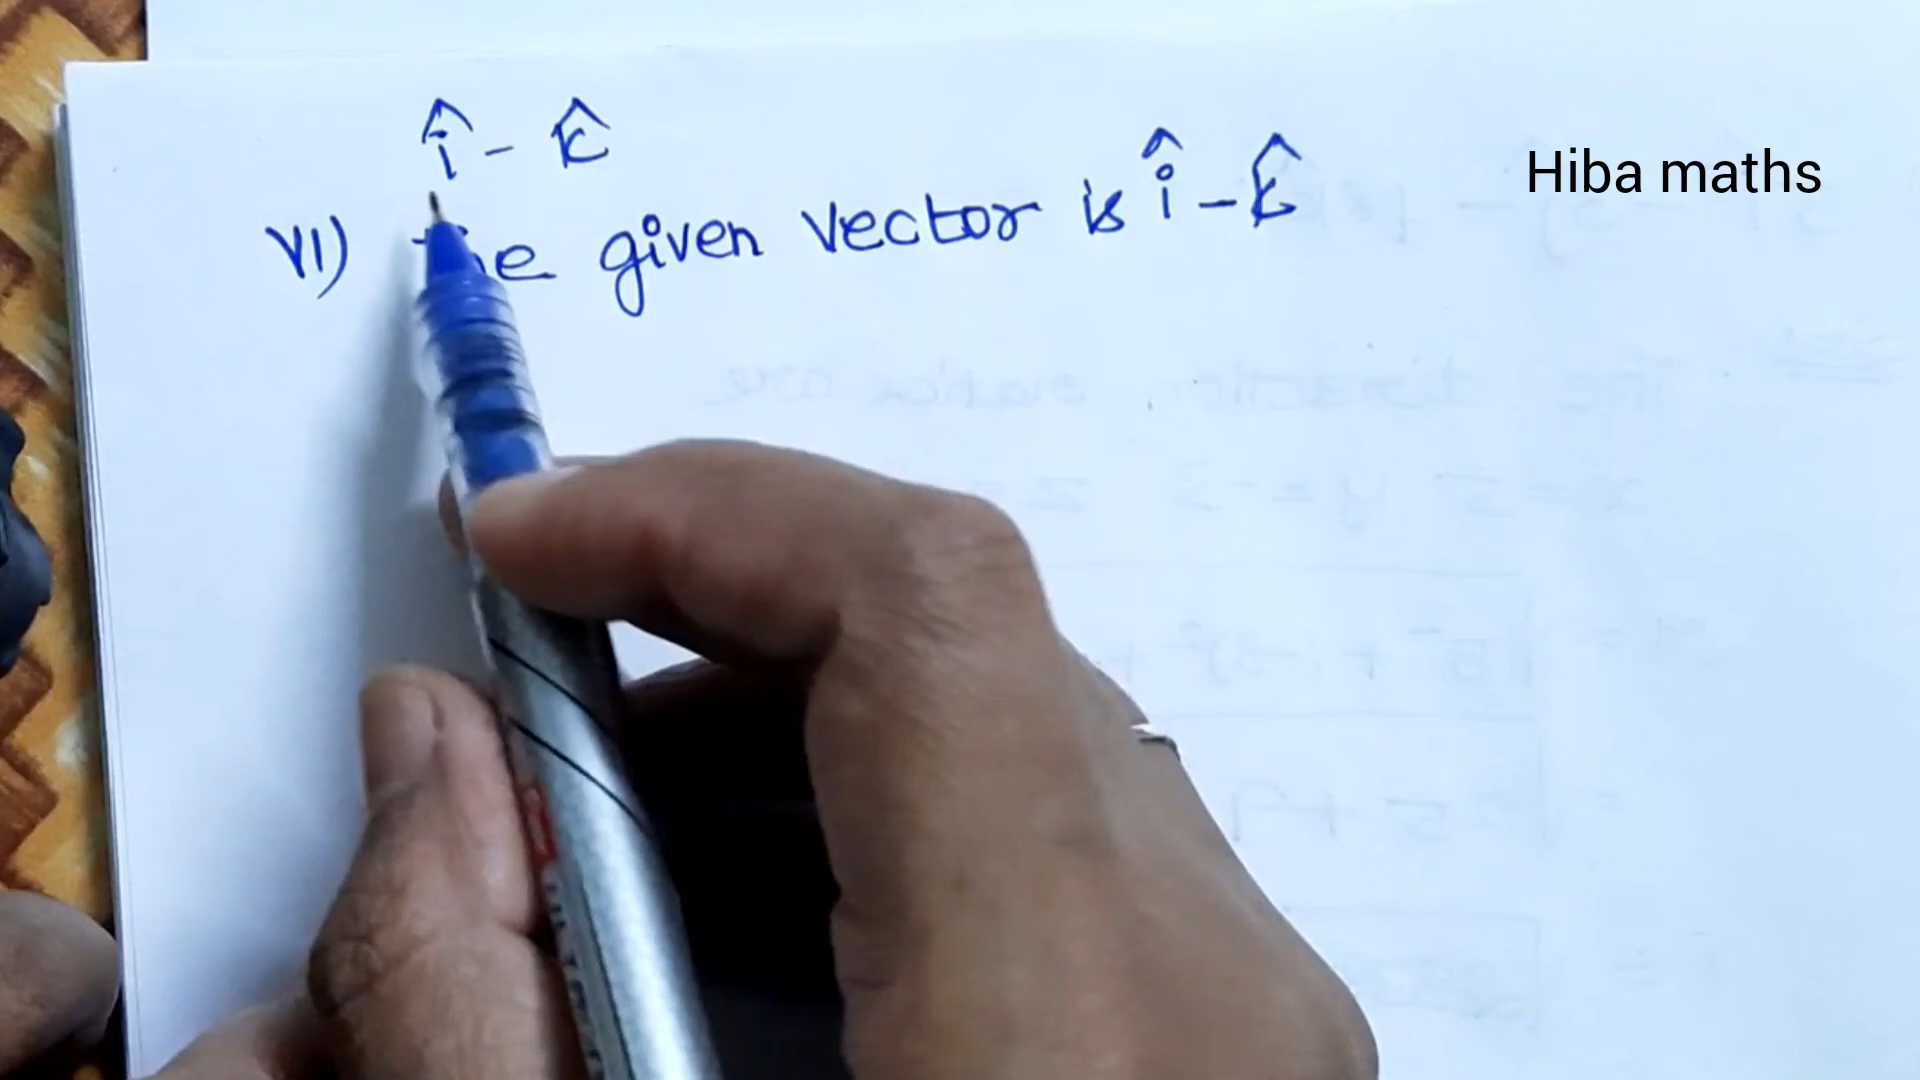 î - k̂
VI) The given vector is î - k̂
Hiba maths